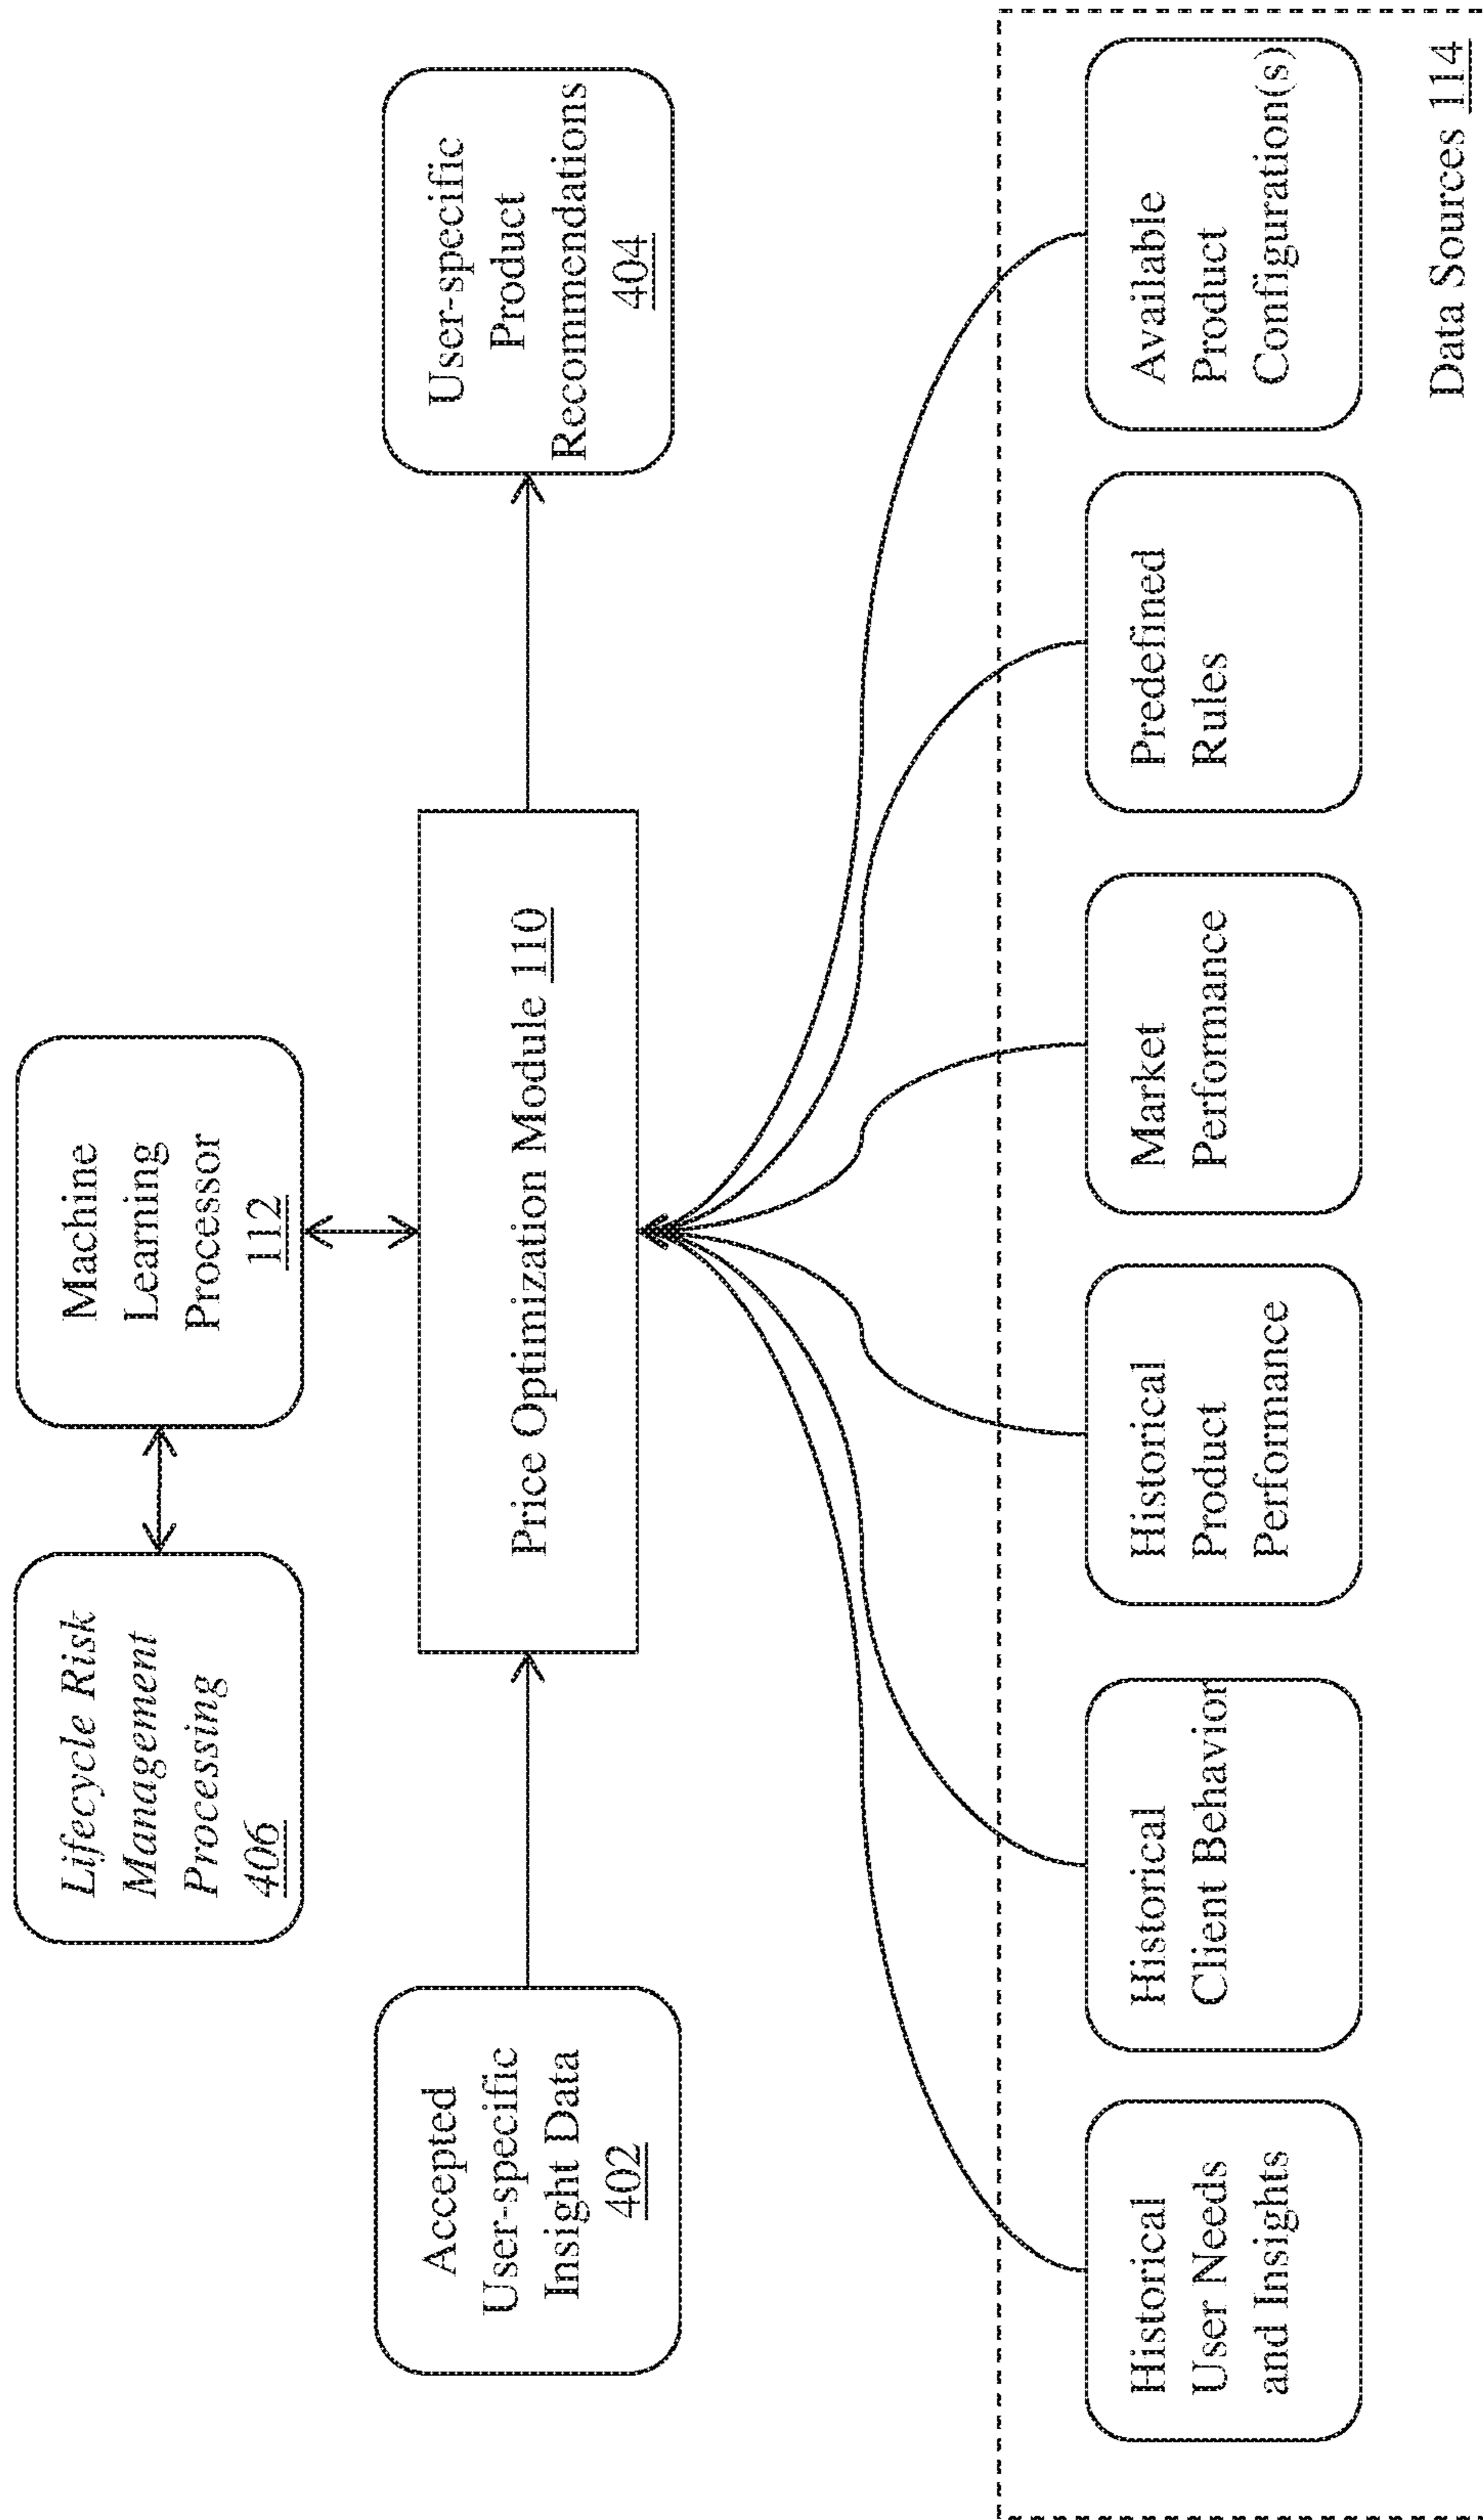 Lifecycle Risk
Management
Processing
406
Machine
Learning
Processor
112
Accepted
User-specific
Insight Data
402
Price Optimization Module 110
User-specific
Product
Recommendations
404
Historical
User Needs
and Insights
Historical
Client Behavior
Historical
Product
Performance
Market
Performance
Predefined
Rules
Available
Product
Configuration(s)
Data Sources 114